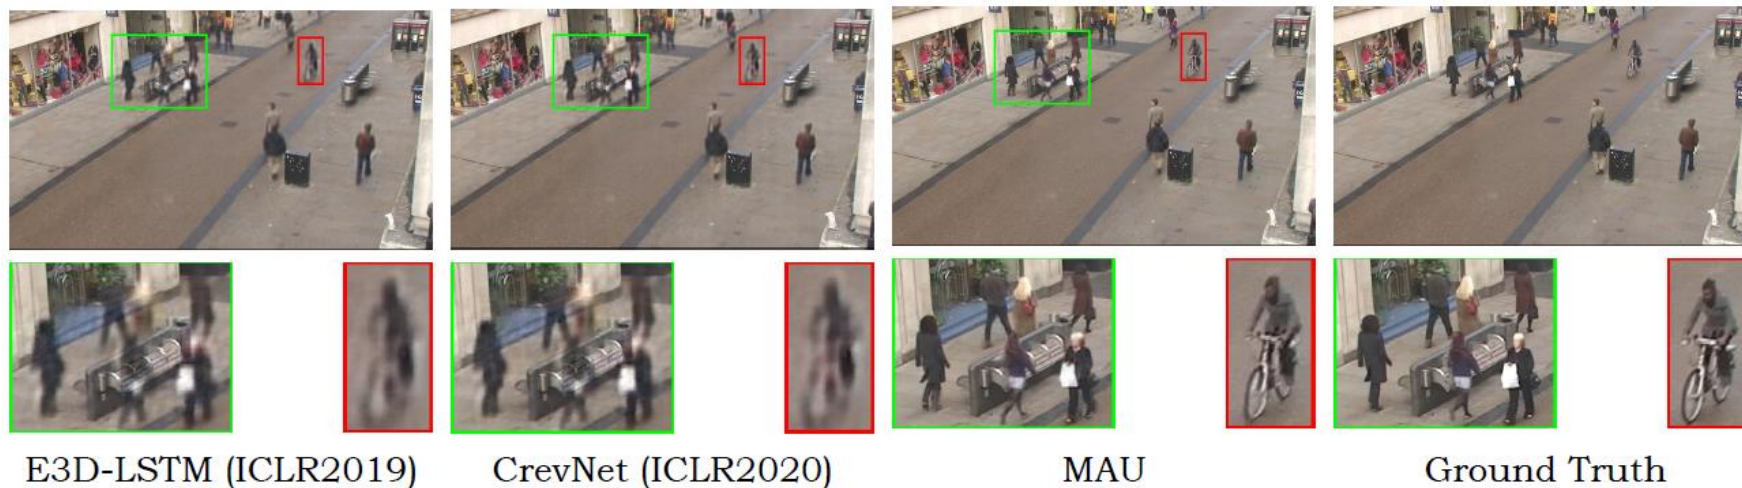 E3D-LSTM (ICLR2019)
CrevNet (ICLR2020)
MAU
Ground Truth